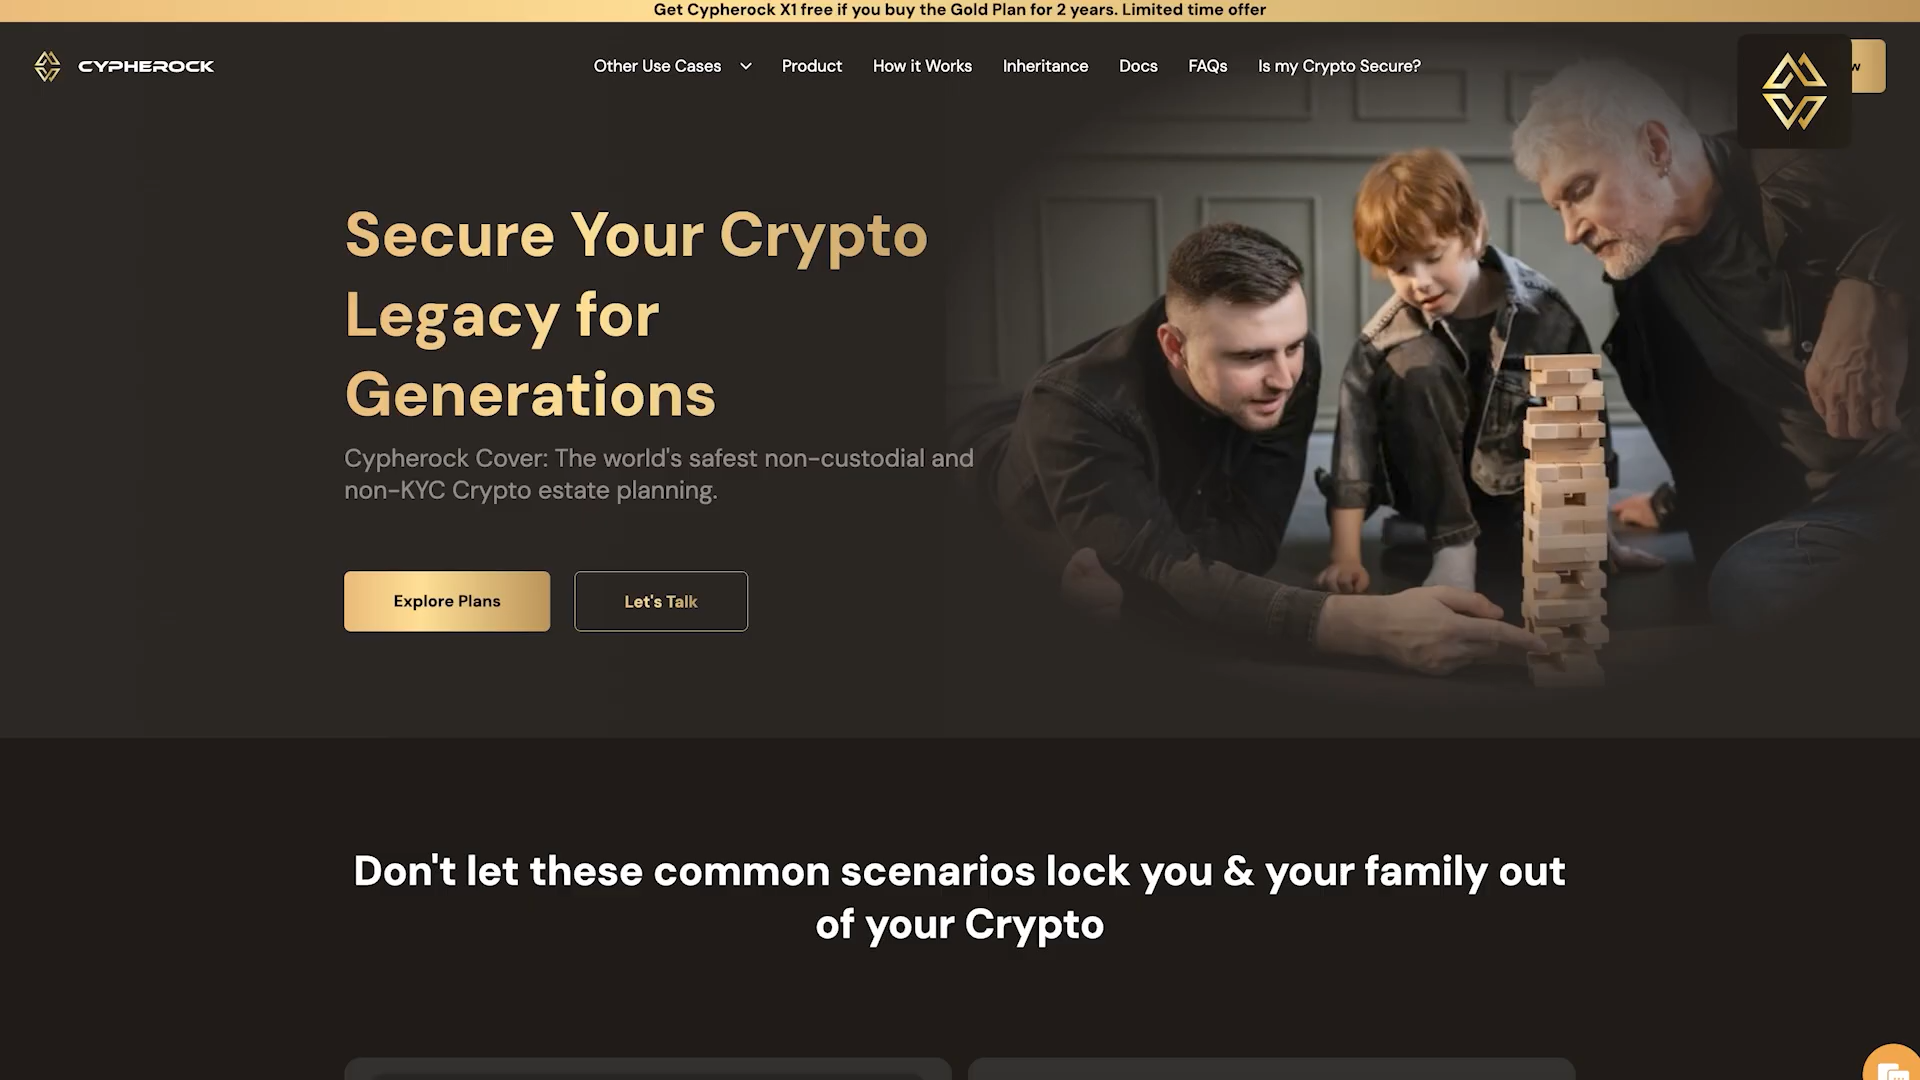 Get Cypherock X1 free if you buy the Gold Plan for 2 years. Limited time offer
CYPHEROCK
Other Use Cases
Product
How it Works
Inheritance
Docs
FAQs
Is my Crypto Secure?
Secure Your Crypto
Legacy for
Generations
Cypherock Cover: The world's safest non-custodial and
non-KYC Crypto estate planning.
Explore Plans
Let's Talk
Don't let these common scenarios lock you & your family out
of your Crypto